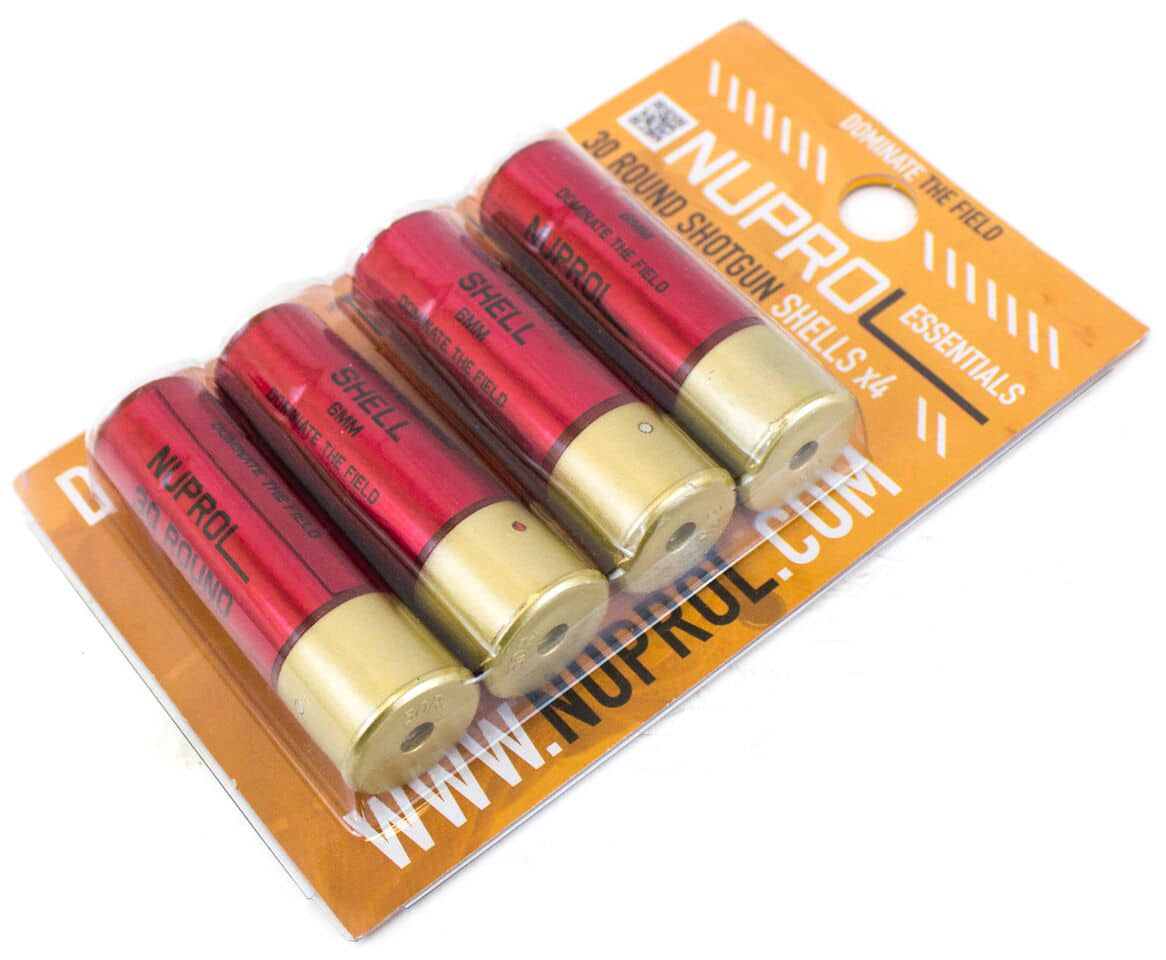 DOMINATE THE FIELD
NUPROL
ESSENTIALS
30 ROUND SHOTGUN SHELLS x4
6MM
DOMINATE THE FIELD
NUPROL
SHELL
6MM
DOMINATE THE FIELD
SHELL
6MM
DOMINATE THE FIELD
DOMINATE THE FIELD
NUPROL
30 ROUND
WWW.NUPROL.COM